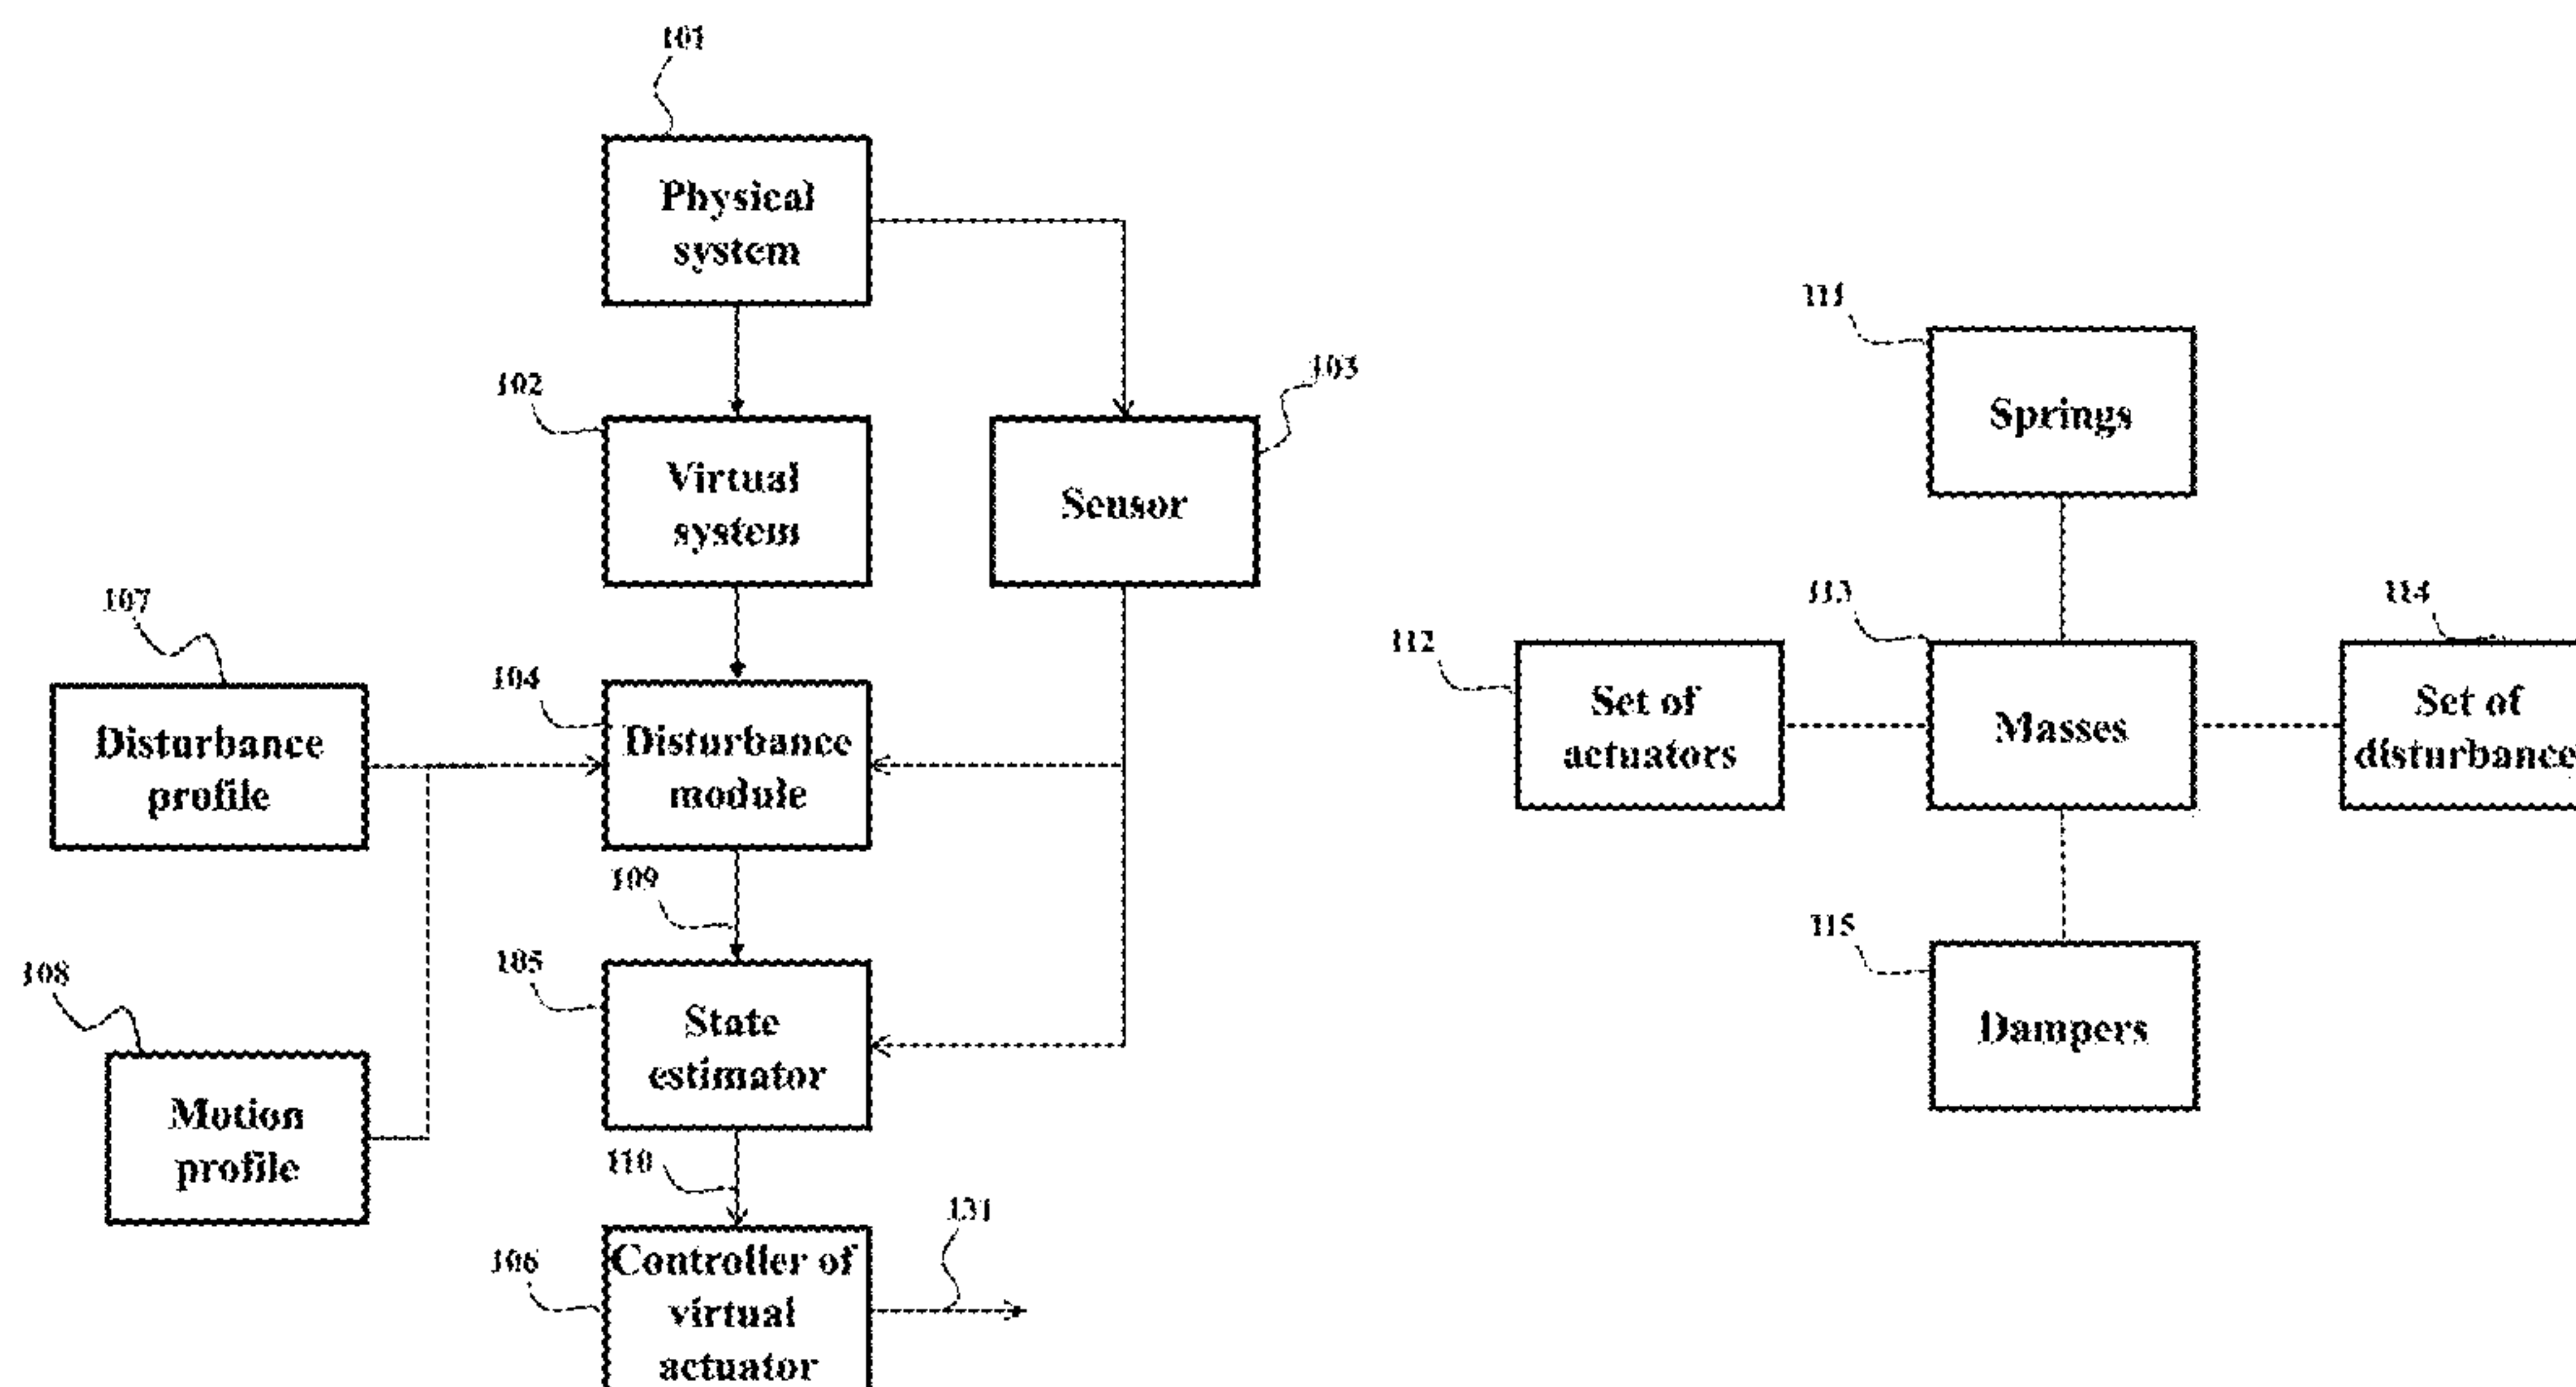 101
Physical
system
102
103
Virtual
system
Sensor
107
104
Disturbance
profile
Disturbance
module
109
108
105
State
estimator
Motion
profile
110
131
106
Controller of
virtual
actuator
111
Springs
112
113
114
Set of
actuators
Masses
Set of
disturbance
115
Dampers